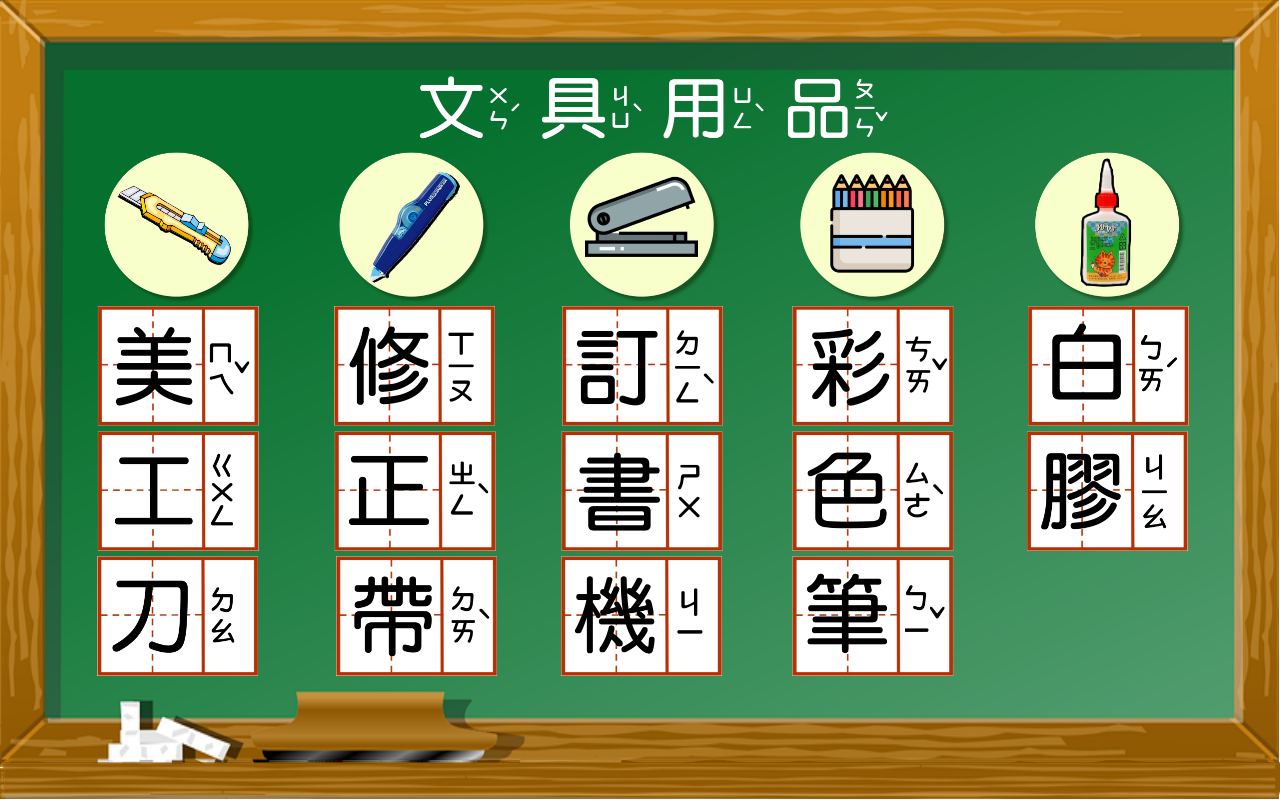 文ㄨㄣˊ 具ㄐㄩˋ 用ㄩㄥˋ 品ㄆㄧㄣˇ
美ㄇㄟˇ
工ㄍㄨㄥ
刀ㄉㄠ
PLUS
修ㄒㄧㄡ
正ㄓㄥˋ
帶ㄉㄞˋ
訂ㄉㄧㄥˋ
書ㄕㄨ
機ㄐㄧ
彩ㄘㄞˇ
色ㄙㄜˋ
筆ㄅㄧˇ
白ㄅㄞˊ
膠ㄐㄧㄠ